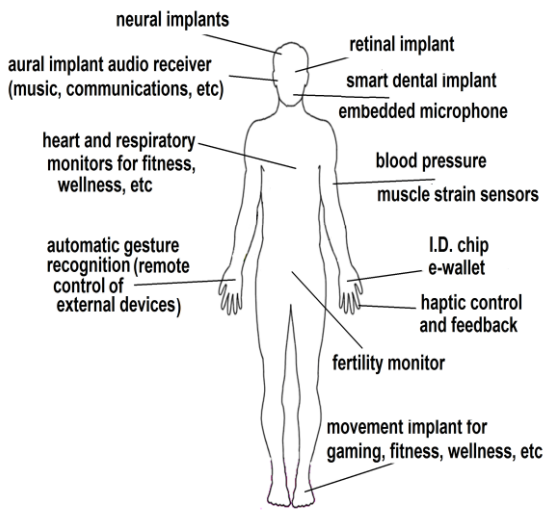 neural implants
retinal implant
aural implant audio receiver
(music, communications, etc)
smart dental implant
embedded microphone
heart and respiratory
monitors for fitness,
wellness, etc
blood pressure
muscle strain sensors
automatic gesture
recognition (remote
control of
external devices)
I.D. chip
e-wallet
haptic control
and feedback
fertility monitor
movement implant for
gaming, fitness, wellness, etc